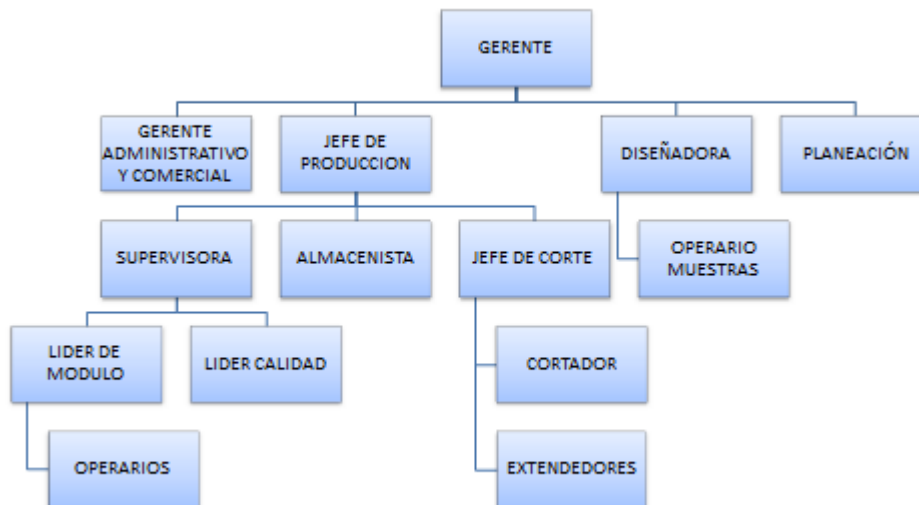 GERENTE
GERENTE
ADMINISTRATIVO
Y COMERCIAL
JEFE DE
PRODUCCION
DISEÑADORA
PLANEACIÓN
SUPERVISORA
ALMACENISTA
JEFE DE CORTE
OPERARIO
MUESTRAS
LIDER DE
MODULO
LIDER CALIDAD
CORTADOR
OPERARIOS
EXTENDEDORES